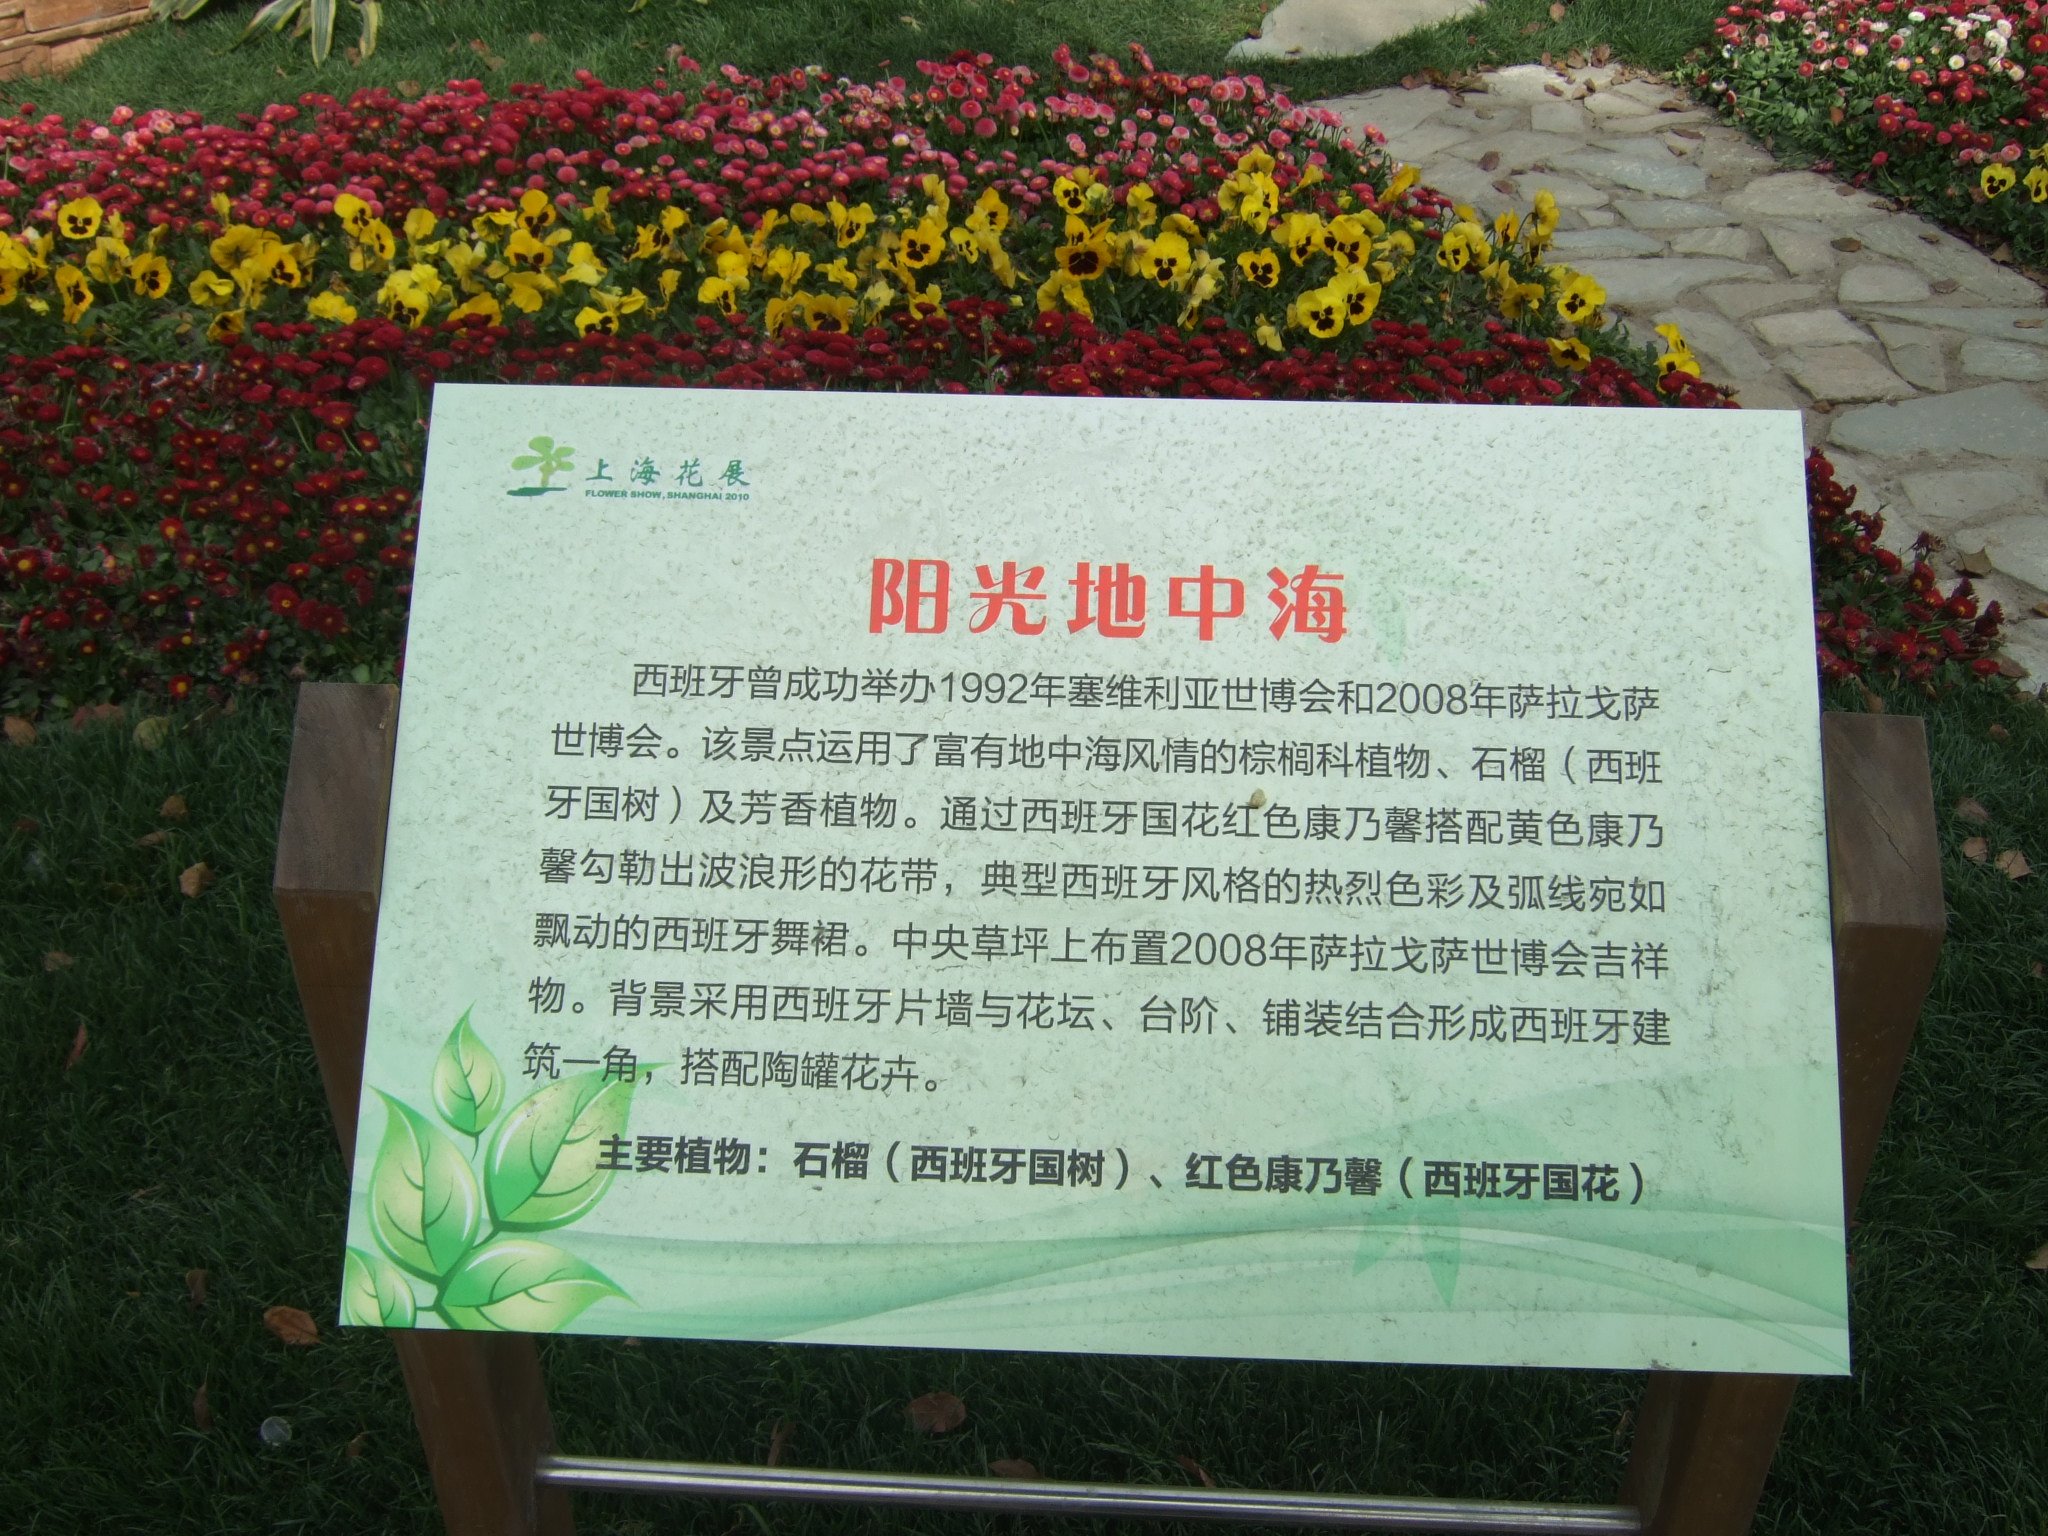 上海花展
FLOWER SHOW, SHANGHAI 2010
阳光地中海
西班牙曾成功举办1992年塞维利亚世博会和2008年萨拉戈萨
世博会。该景点运用了富有地中海风情的棕榈科植物、石榴（西班
牙国树）及芳香植物。通过西班牙国花红色康乃馨搭配黄色康乃
馨勾勒出波浪形的花带，典型西班牙风格的热烈色彩及弧线宛如
飘动的西班牙舞裙。中央草坪上布置2008年萨拉戈萨世博会吉祥
物。背景采用西班牙片墙与花坛、台阶、铺装结合形成西班牙建
筑一角，搭配陶罐花卉。
主要植物：石榴（西班牙国树）、红色康乃馨（西班牙国花）